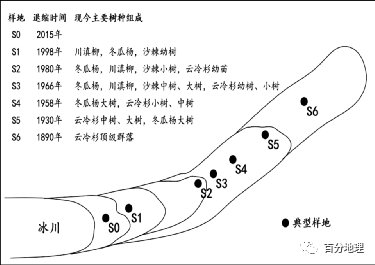 样地 退缩时间 现今主要树种组成
S0 2015年
S1 1998年 川滇柳，冬瓜杨，沙棘幼树
S2 1980年 冬瓜杨，川滇柳，沙棘小树，云冷杉幼苗
S3 1966年 冬瓜杨，川滇柳，沙棘中树、大树，云冷杉幼树、小树
S4 1958年 冬瓜杨大树，云冷杉小树、中树
S5 1930年 云冷杉中树、大树，冬瓜杨大树
S6 1890年 云冷杉顶极群落
S6
S5
S4
S3
S2
S1
S0
冰川
典型样地
百分地理